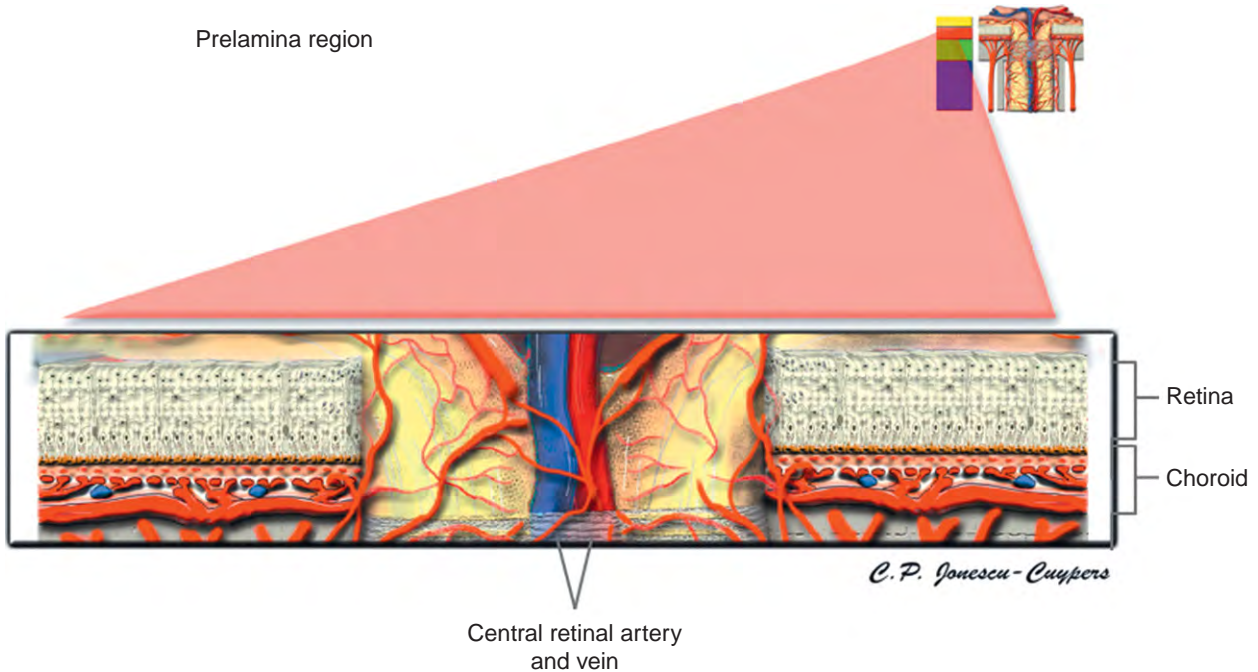 Prelamina region
Retina
Choroid
C.P. Jonescu-Cuypers
Central retinal artery
and vein